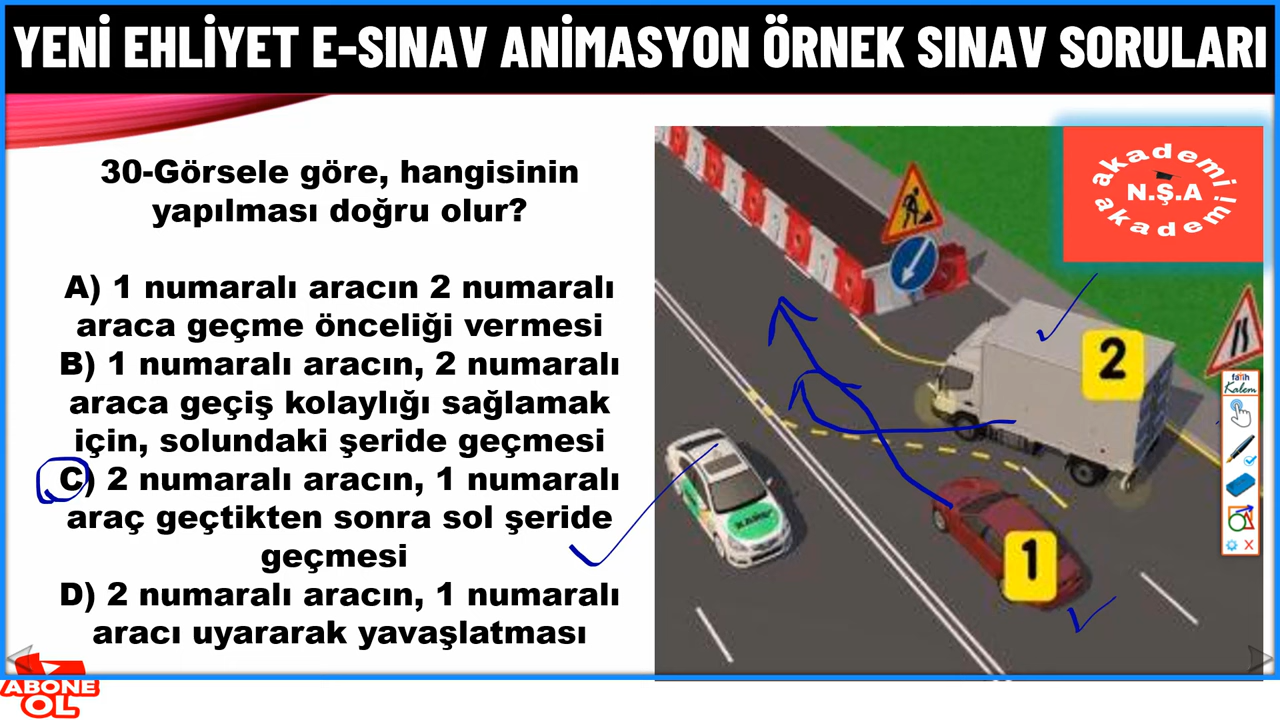 YENİ EHLİYET E-SINAV ANİMASYON ÖRNEK SINAV SORULARI
30-Görsele göre, hangisinin
yapılması doğru olur?
A) 1 numaralı aracın 2 numaralı
araca geçme önceliği vermesi
B) 1 numaralı aracın, 2 numaralı
araca geçiş kolaylığı sağlamak
için, solundaki şeride geçmesi
C) 2 numaralı aracın, 1 numaralı
araç geçtikten sonra sol şeride
geçmesi
D) 2 numaralı aracın, 1 numaralı
aracı uyararak yavaşlatması
akademi
N.Ş.A
akademi
2
1
fatih
Kalem
ABONE
OL